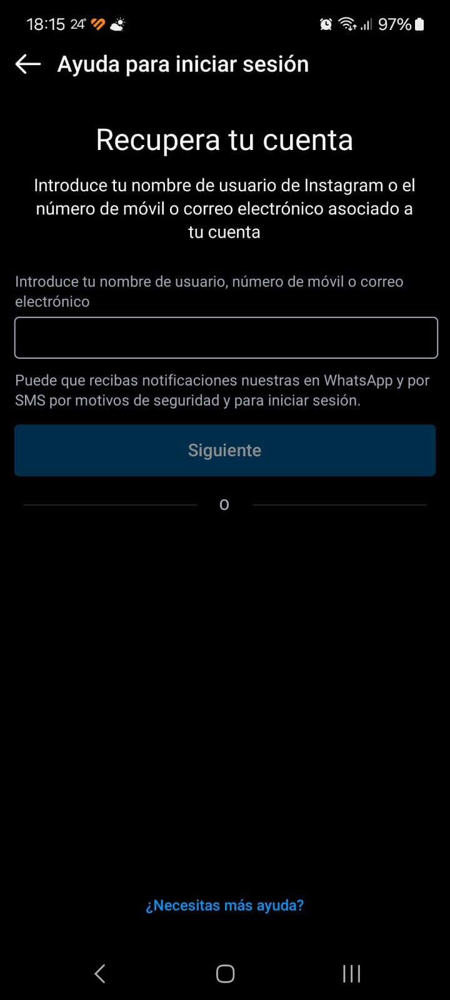 18:15 24° 97%
Ayuda para iniciar sesión
Recupera tu cuenta
Introduce tu nombre de usuario de Instagram o el
número de móvil o correo electrónico asociado a
tu cuenta
Introduce tu nombre de usuario, número de móvil o correo
electrónico
Puede que recibas notificaciones nuestras en WhatsApp y por
SMS por motivos de seguridad y para iniciar sesión.
Siguiente
O
¿Necesitas más ayuda?